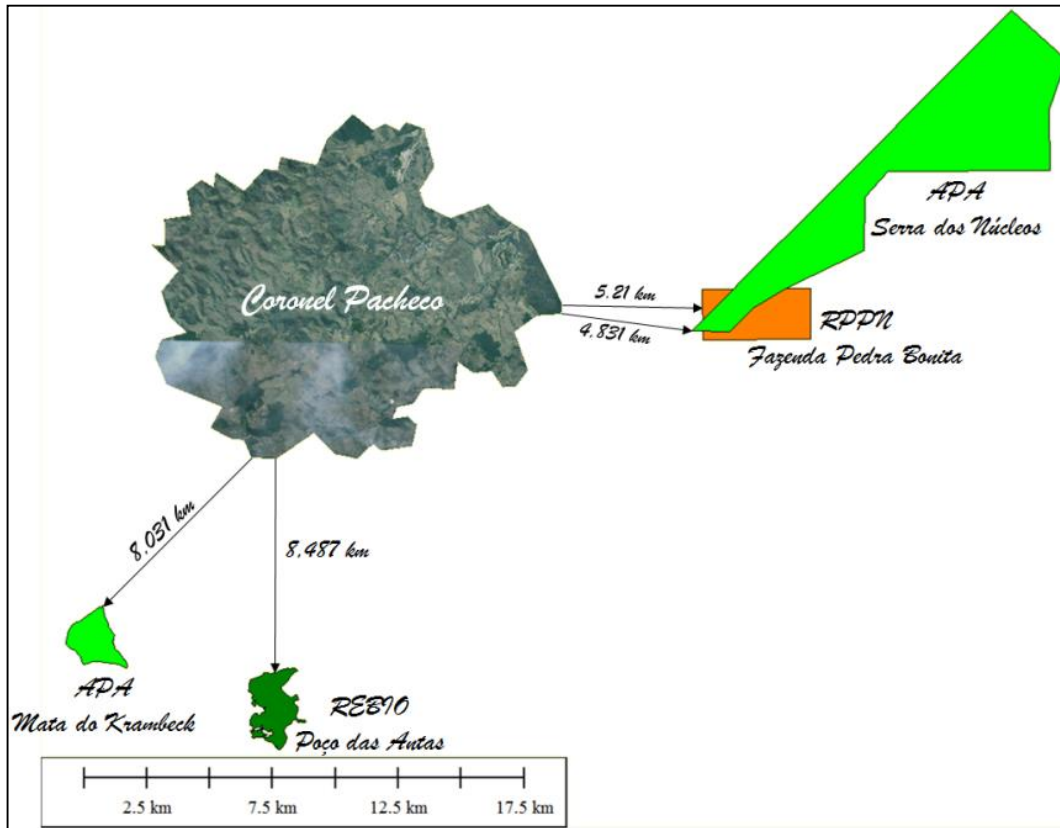 APA
Serra dos Núcleos
Coronel Pacheco
5.21 km
4.831 km
RPPN
Fazenda Pedra Bonita
8.031 km
8.487 km
APA
Mata do Krambeck
REBIO
Poço das Antas
2.5 km 7.5 km 12.5 km 17.5 km